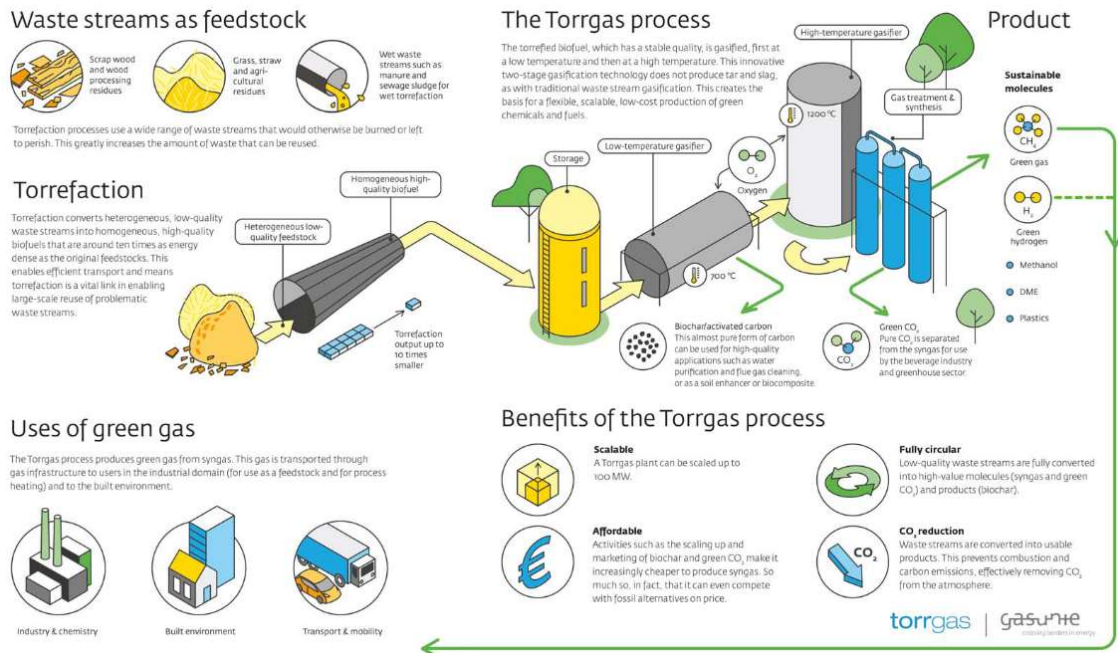 Waste streams as feedstock
Scrap wood
and wood
processing
residues
Grass, straw
and agri-
cultural
residues
Wet waste
streams such as
manure and
sewage sludge for
wet torrefaction
Torrefaction processes use a wide range of waste streams that would otherwise be burned or left
to perish. This greatly increases the amount of waste that can be reused.
Torrefaction
Torrefaction converts heterogeneous, low-quality
waste streams into homogeneous, high-quality
biofuels that are around ten times as energy
dense as the original feedstocks. This
enables efficient transport and means
torrefaction is a vital link in enabling
large-scale reuse of problematic
waste streams.
Homogeneous high-
quality biofuel
Heterogeneous low-
quality feedstock
Torrefaction
output up
to 10 times
smaller
The Torrgas process
The torrefied biofuel, which has a stable quality, is gasified, first at
a low temperature and then at a high temperature. This innovative
two-stage gasification technology does not produce tar and slag,
as with traditional waste stream gasification. This creates the
basis for a flexible, scalable, low-cost production of green
chemicals and fuels.
High-temperature gasifier
1200 °C
Gas treatment &
synthesis
Storage
Low-temperature gasifier
O₂
Oxygen
700 °C
Biocharfactivated carbon
This almost pure form of carbon
can be used for high-quality
applications such as water
purification and flue gas cleaning,
or as a soil enhancer or biocomposite.
CO₂
Green CO₂
Pure CO₂ is separated
from the syngas for use
by the beverage industry
and greenhouse sector.
Product
Sustainable
molecules
CH₄
Green gas
H₂
Green
hydrogen
Methanol
DME
Plastics
Uses of green gas
The Torrgas process produces green gas from syngas. This gas is transported through
gas infrastructure to users in the industrial domain (for use as a feedstock and for process
heating) and to the built environment.
Industry & chemistry
Built environment
Transport & mobility
Benefits of the Torrgas process
Scalable
A Torrgas plant can be scaled up to
100 MW.
Fully circular
Low-quality waste streams are fully converted
into high-value molecules (syngas and green
CO₂) and products (biochar).
€
Affordable
Activities such as the scaling up and
marketing of biochar and green CO₂ make it
increasingly cheaper to produce syngas. So
much so, in fact, that it can even compete
with fossil alternatives on price.
CO₂
CO₂ reduction
Waste streams are converted into usable
products. This prevents combustion and
carbon emissions, effectively removing CO₂
from the atmosphere.
torrgas | gasunie
crossing borders in energy